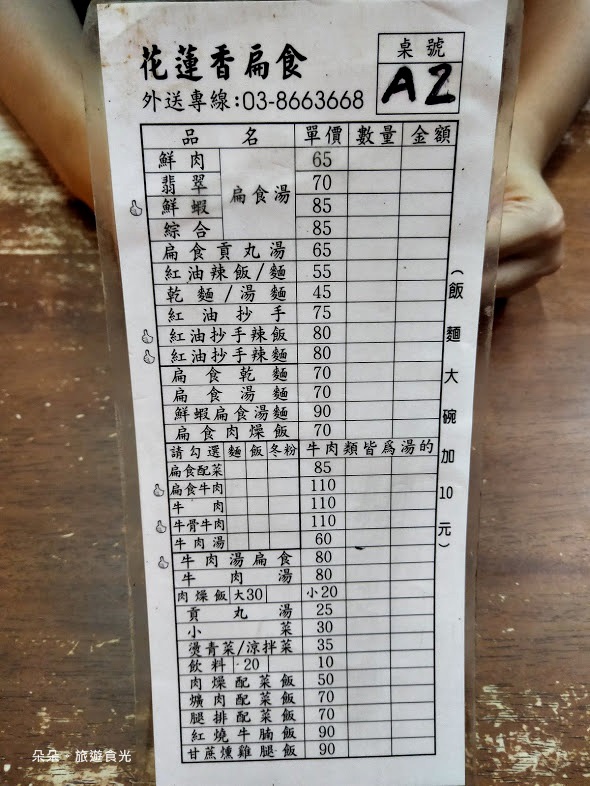 花蓮香扁食
桌號
A2
外送專線:03-8663668
品名 單價 數量 金額
鮮肉 65
翡翠 70
扁食湯
鮮蝦 85
綜合 85
扁食貢丸湯 65
紅油辣飯/麵 55
乾麵/湯麵 45
紅油抄手 75
紅油抄手辣飯 80
紅油抄手辣麵 80
扁食乾麵 70
扁食湯麵 70
鮮蝦扁食湯麵 90
扁食肉燥飯 70
請勾選 麵 飯 冬粉 牛肉類皆為湯的
扁食配菜 85
扁食牛肉 110
牛肉 110
牛骨牛肉 110
牛肉湯 60
牛肉湯扁食 80
牛肉湯 80
肉燥飯 大30 小20
貢丸湯 25
小菜 30
燙青菜/涼拌菜 35
飲料 20 10
肉燥配菜飯 50
爌肉配菜飯 70
腿排配菜飯 70
紅燒牛腩飯 90
甘蔗燻雞腿飯 90
(飯麵大碗加10元)
朵朵。旅遊食光